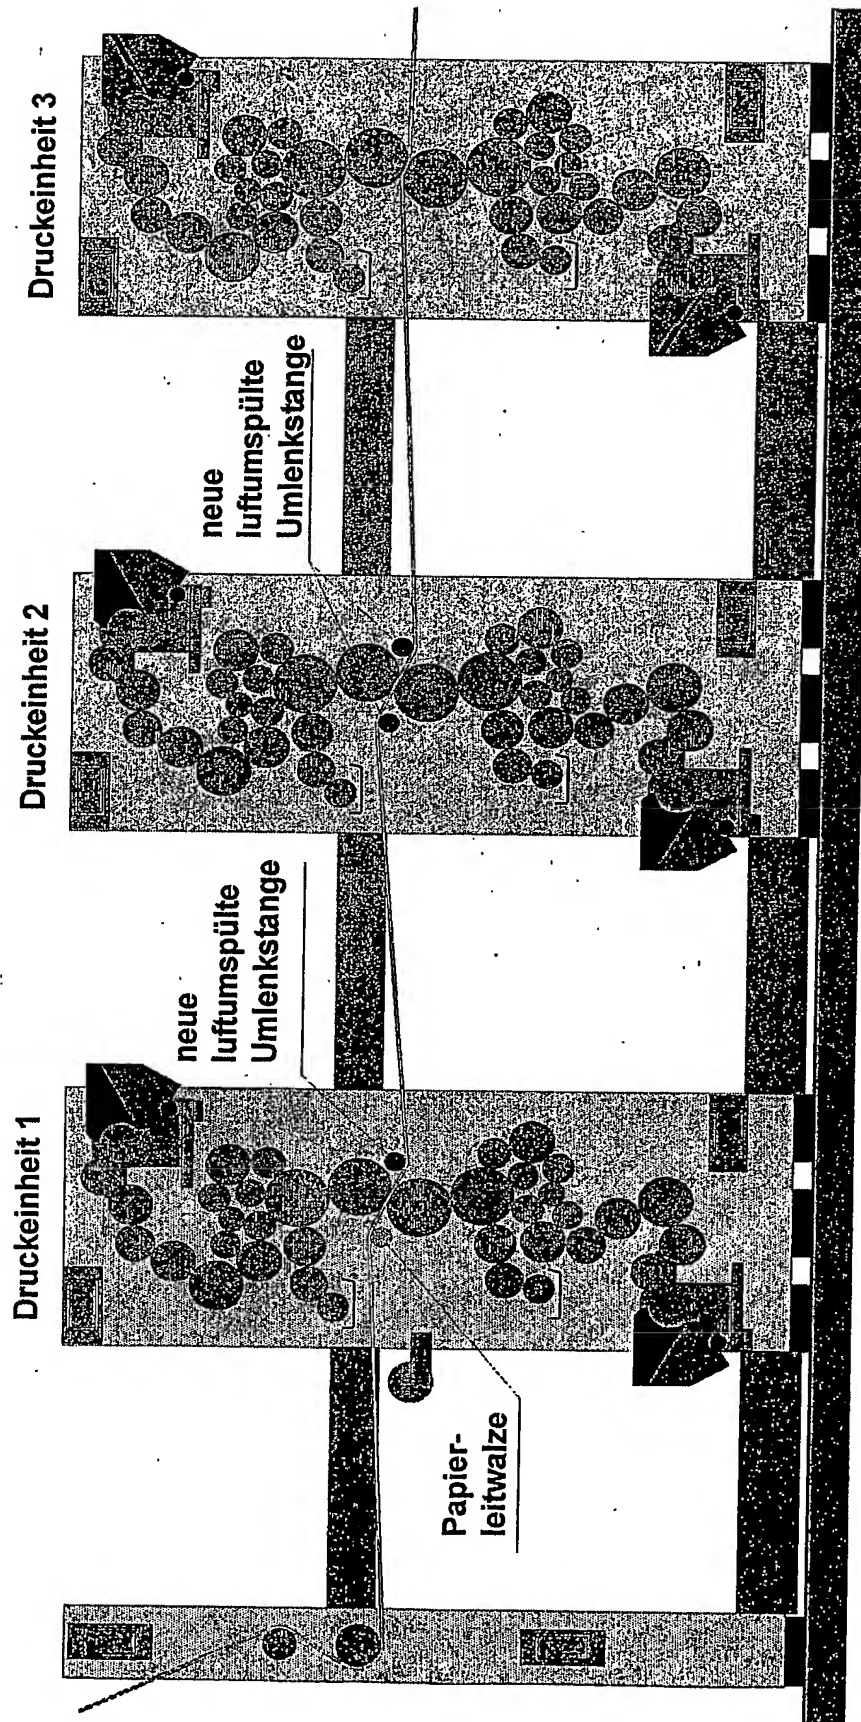 Druckeinheit 1
Druckeinheit 2
Druckeinheit 3
neue
luftumspülte
Umlenkstange
neue
luftumspülte
Umlenkstange
Papier-
leitwalze